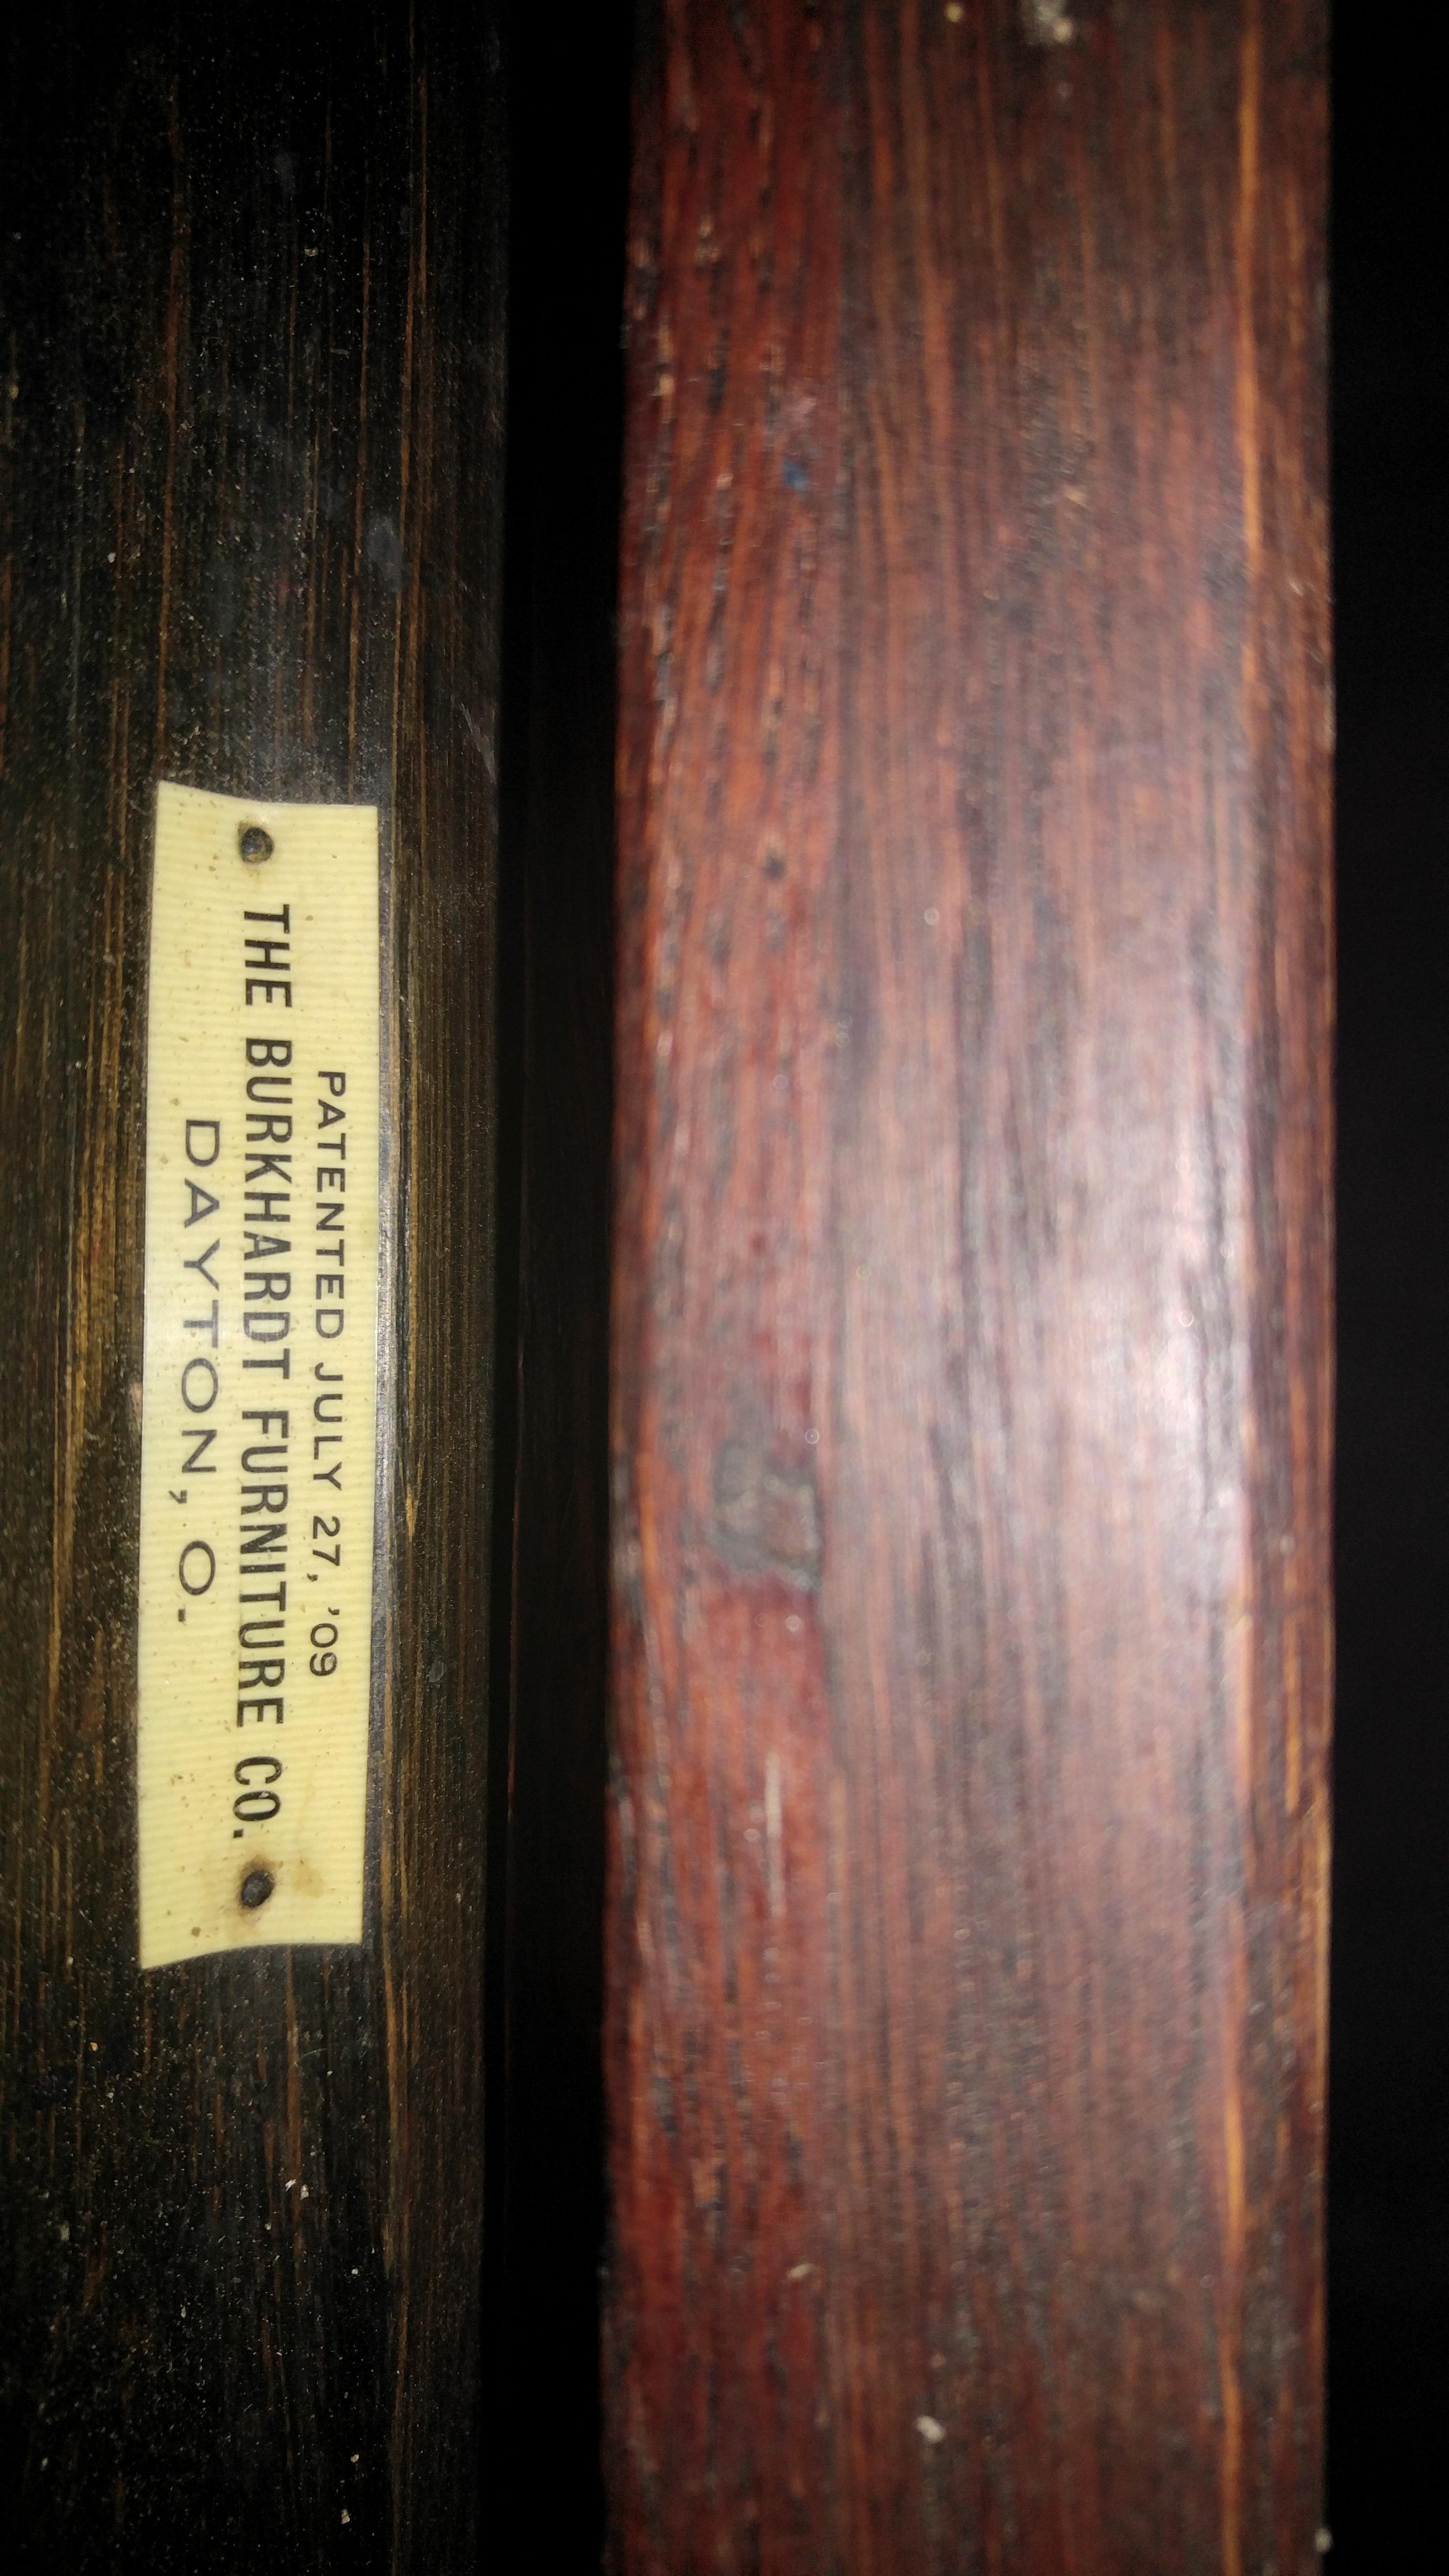 PATENTED JULY 27, '09
THE BURKHARDT FURNITURE CO.
DAYTON, O.